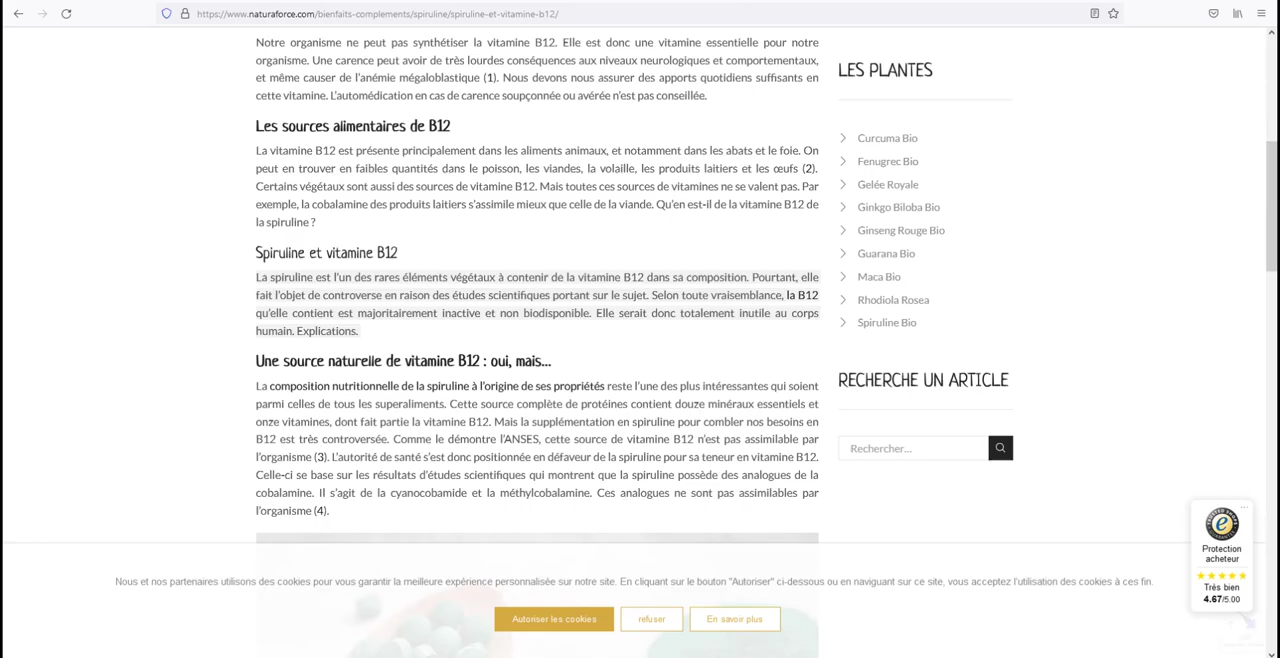 https://www.naturaforce.com/bienfaits-complements/spiruline/spiruline-et-vitamine-b12/
Notre organisme ne peut pas synthétiser la vitamine B12. Elle est donc une vitamine essentielle pour notre
organisme. Une carence peut avoir de très lourdes conséquences aux niveaux neurologiques et comportementaux,
et même causer de l'anémie mégaloblastique (1). Nous devons nous assurer des apports quotidiens suffisants en
cette vitamine. L'automédication en cas de carence soupçonnée ou avérée n'est pas conseillée.
Les sources alimentaires de B12
La vitamine B12 est présente principalement dans les aliments animaux, et notamment dans les abats et le foie. On
peut en trouver en faibles quantités dans le poisson, les viandes, la volaille, les produits laitiers et les œufs (2).
Certains végétaux sont aussi des sources de vitamine B12. Mais toutes ces sources de vitamines ne se valent pas. Par
exemple, la cobalamine des produits laitiers s'assimile mieux que celle de la viande. Qu'en est-il de la vitamine B12 de
la spiruline ?
Spiruline et vitamine B12
La spiruline est l'un des rares éléments végétaux à contenir de la vitamine B12 dans sa composition. Pourtant, elle
fait l'objet de controverse en raison des études scientifiques portant sur le sujet. Selon toute vraisemblance, la B12
qu'elle contient est majoritairement inactive et non biodisponible. Elle serait donc totalement inutile au corps
humain. Explications.
Une source naturelle de vitamine B12 : oui, mais...
La composition nutritionnelle de la spiruline à l'origine de ses propriétés reste l'une des plus intéressantes qui soient
parmi celles de tous les superaliments. Cette source complète de protéines contient douze minéraux essentiels et
onze vitamines, dont fait partie la vitamine B12. Mais la supplémentation en spiruline pour combler nos besoins en
B12 est très controversée. Comme le démontre l'ANSES, cette source de vitamine B12 n'est pas assimilable par
l'organisme (3). L'autorité de santé s'est donc positionnée en défaveur de la spiruline pour sa teneur en vitamine B12.
Celle-ci se base sur les résultats d'études scientifiques qui montrent que la spiruline possède des analogues de la
cobalamine. Il s'agit de la cyanocobamide et la méthylcobalamine. Ces analogues ne sont pas assimilables par
l'organisme (4).
LES PLANTES
Curcuma Bio
Fenugrec Bio
Gelée Royale
Ginkgo Biloba Bio
Ginseng Rouge Bio
Guarana Bio
Maca Bio
Rhodiola Rosea
Spiruline Bio
RECHERCHE UN ARTICLE
Rechercher...
Protection
acheteur
Très bien
4.67/5.00
Nous et nos partenaires utilisons des cookies pour vous garantir la meilleure expérience personnalisée sur notre site. En cliquant sur le bouton "Autoriser" ci-dessous ou en naviguant sur ce site, vous acceptez l'utilisation des cookies à ces fin.
Autoriser les cookies
refuser
En savoir plus